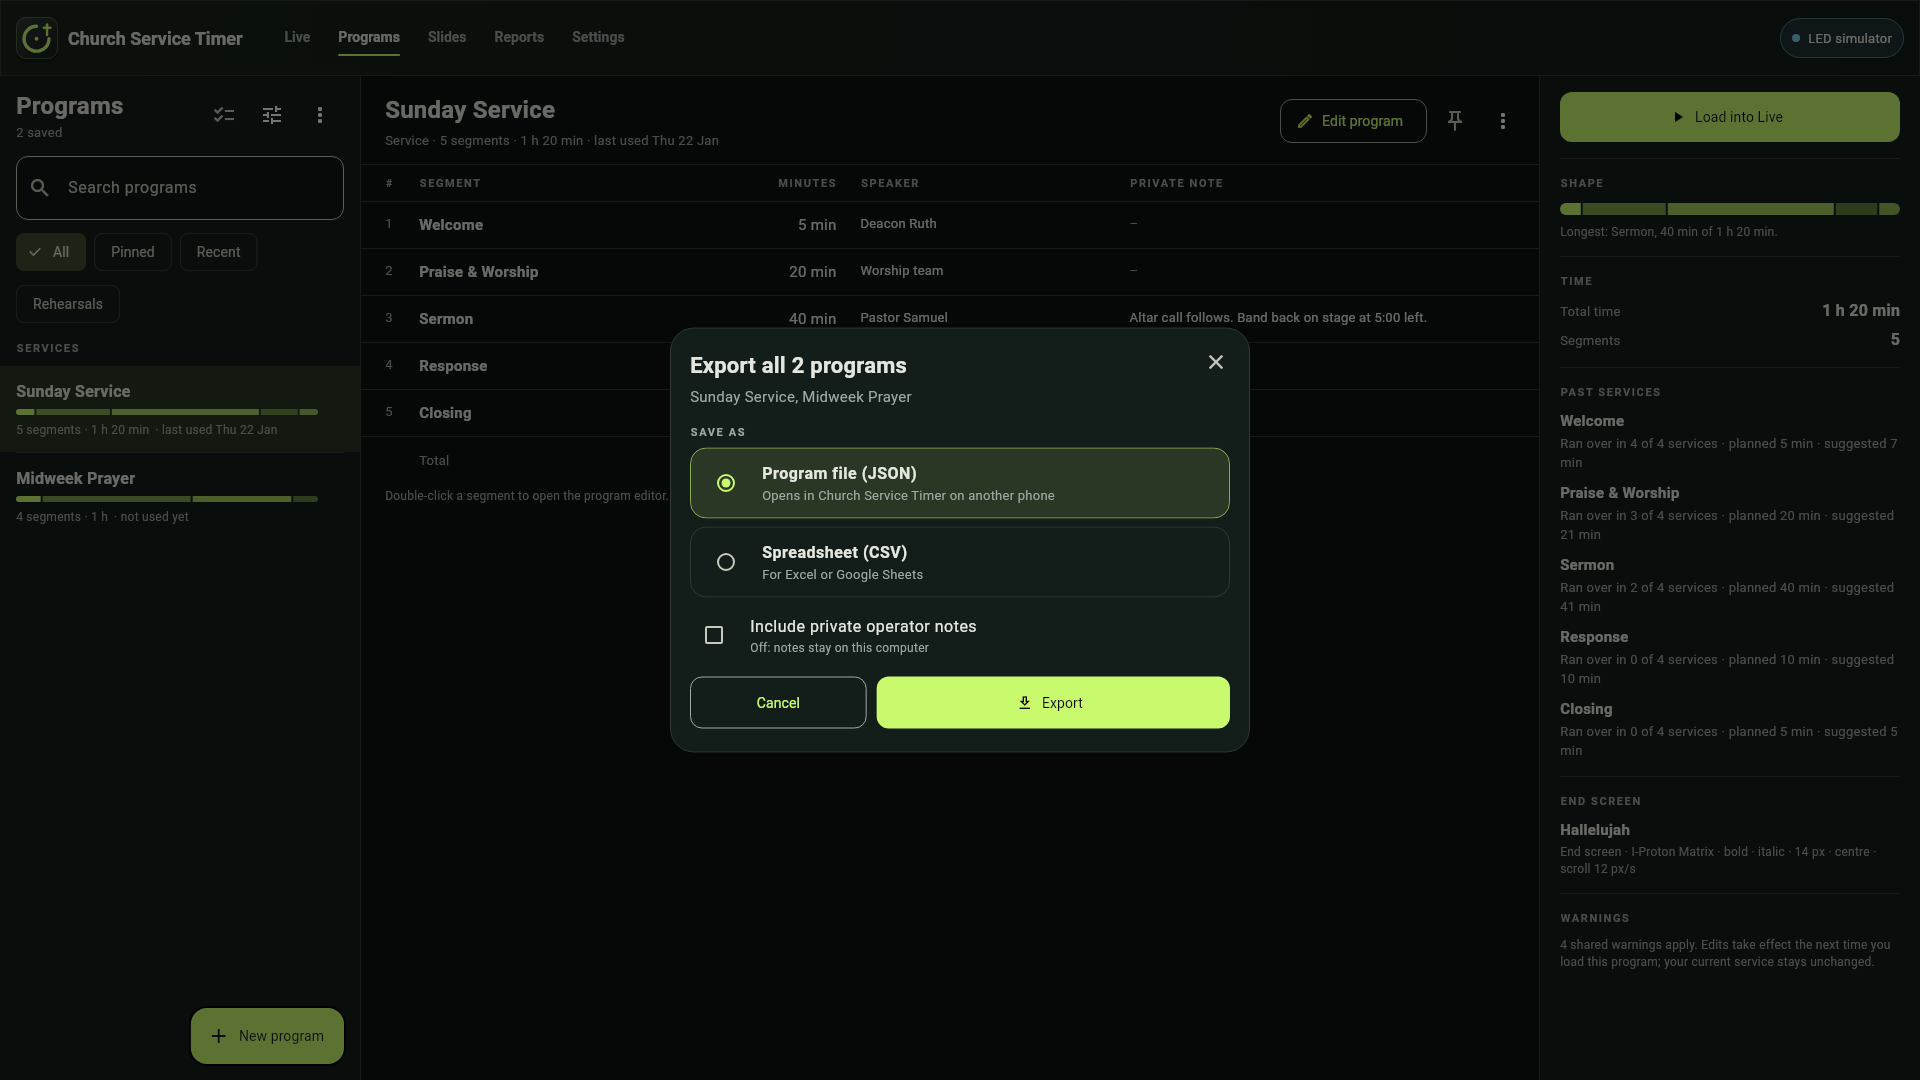 Church Service Timer
Live
Programs
Slides
Reports
Settings
LED simulator
Programs
2 saved
Search programs
All
Pinned
Recent
Rehearsals
SERVICES
Sunday Service
5 segments · 1 h 20 min · last used Thu 22 Jan
Midweek Prayer
4 segments · 1 h · not used yet
New program
Sunday Service
Service · 5 segments · 1 h 20 min · last used Thu 22 Jan
Edit program
# SEGMENT MINUTES SPEAKER PRIVATE NOTE
1 Welcome 5 min Deacon Ruth –
2 Praise & Worship 20 min Worship team –
3 Sermon 40 min Pastor Samuel Altar call follows. Band back on stage at 5:00 left.
4 Response
5 Closing
Total
Double-click a segment to open the program editor.
Export all 2 programs
Sunday Service, Midweek Prayer
SAVE AS
Program file (JSON)
Opens in Church Service Timer on another phone
Spreadsheet (CSV)
For Excel or Google Sheets
Include private operator notes
Off: notes stay on this computer
Cancel
Export
Load into Live
SHAPE
Longest: Sermon, 40 min of 1 h 20 min.
TIME
Total time 1 h 20 min
Segments 5
PAST SERVICES
Welcome
Ran over in 4 of 4 services · planned 5 min · suggested 7
min
Praise & Worship
Ran over in 3 of 4 services · planned 20 min · suggested
21 min
Sermon
Ran over in 2 of 4 services · planned 40 min · suggested
41 min
Response
Ran over in 0 of 4 services · planned 10 min · suggested
10 min
Closing
Ran over in 0 of 4 services · planned 5 min · suggested 5
min
END SCREEN
Hallelujah
End screen · I-Proton Matrix · bold · italic · 14 px · centre ·
scroll 12 px/s
WARNINGS
4 shared warnings apply. Edits take effect the next time you
load this program; your current service stays unchanged.